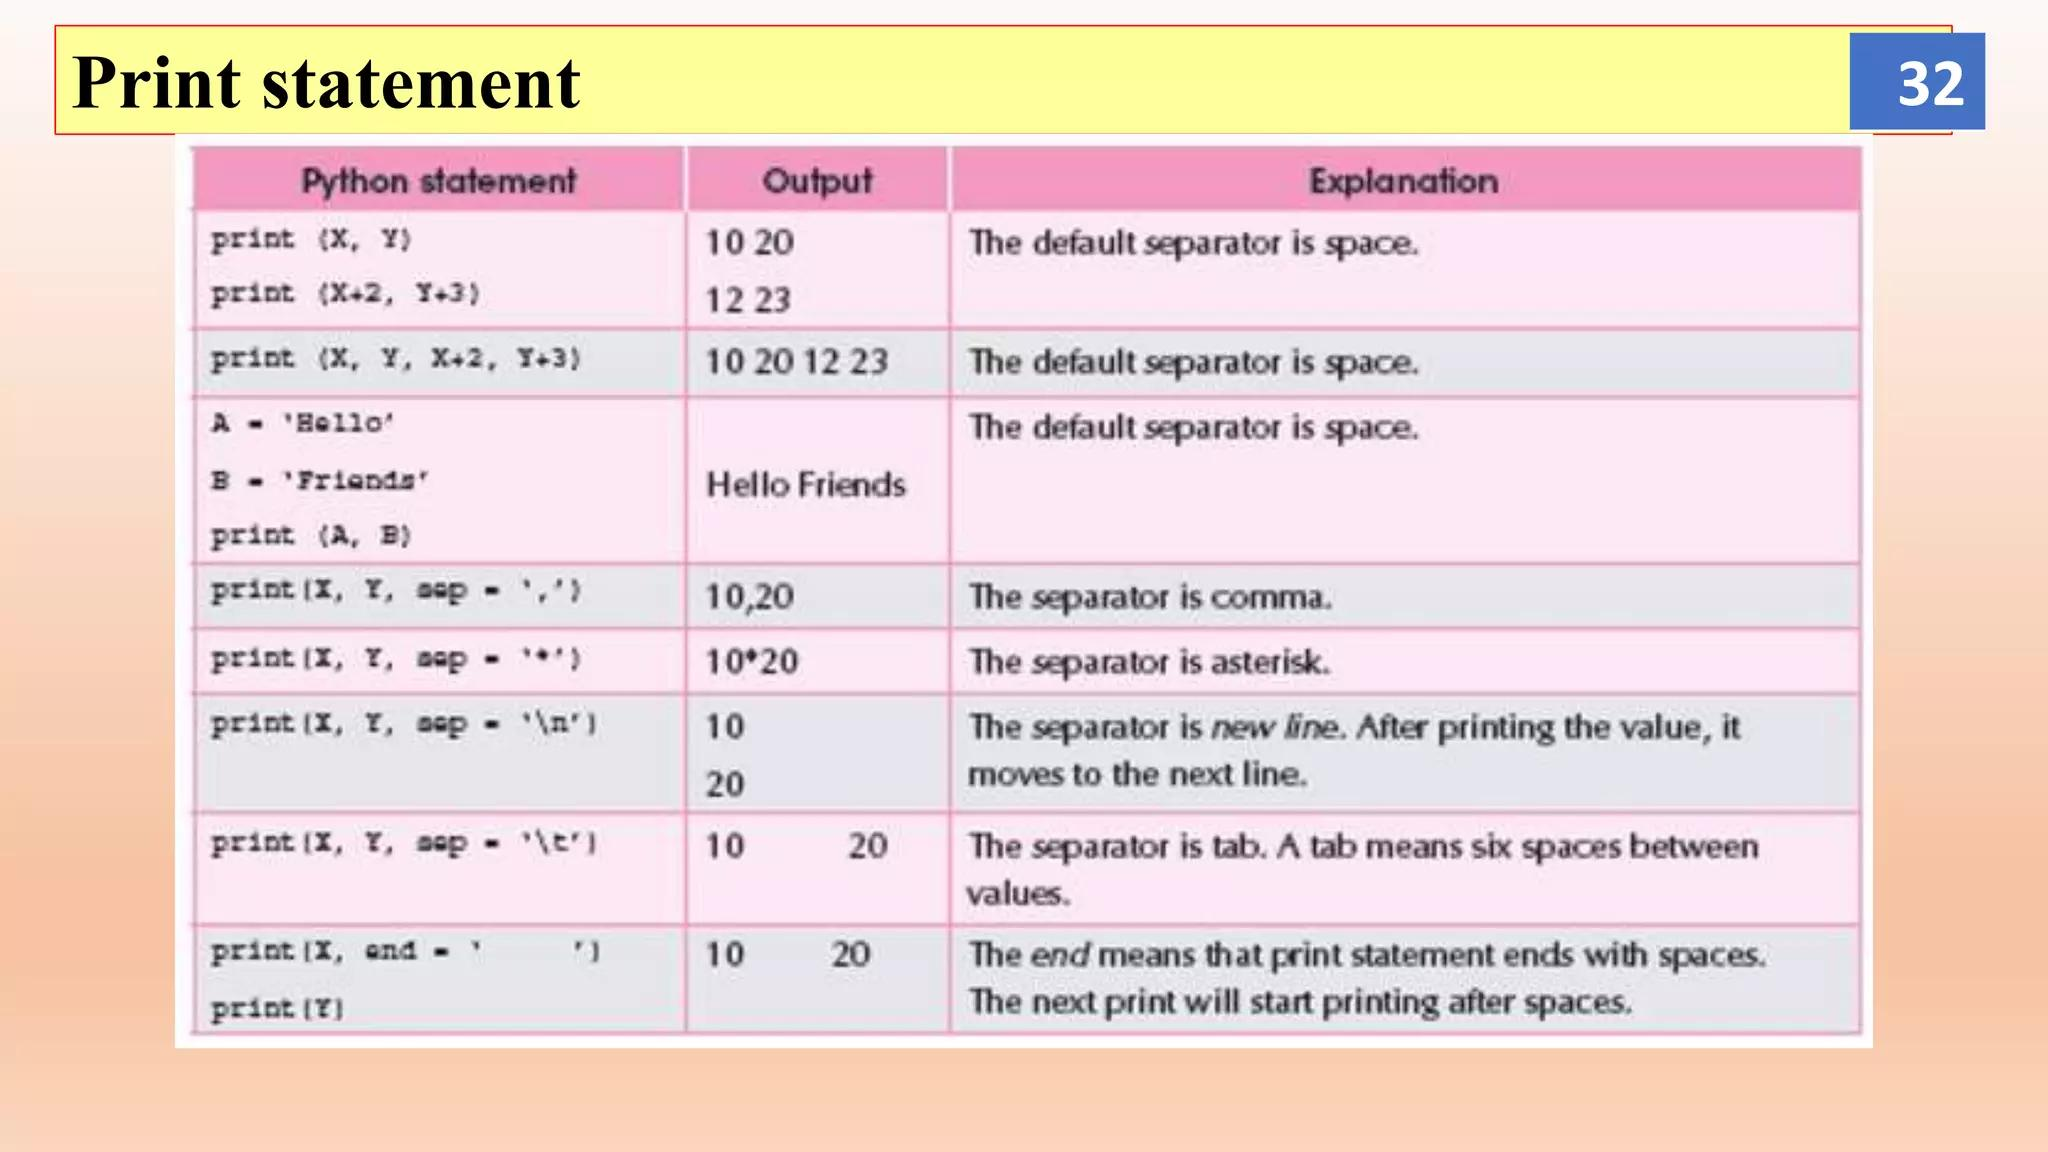 Print statement
32
Python statement Output Explanation
print (X, Y) 10 20 The default separator is space.
print (X+2, Y+3) 12 23
print (X, Y, X+2, Y+3) 10 20 12 23 The default separator is space.
A = 'Hello' The default separator is space.
B = 'Friends' Hello Friends
print (A, B)
print(X, Y, sep = ',') 10,20 The separator is comma.
print(X, Y, sep = '*') 10*20 The separator is asterisk.
print(X, Y, sep = '\n') 10 The separator is new line. After printing the value, it
20 moves to the next line.
print(X, Y, sep = '\t') 10 20 The separator is tab. A tab means six spaces between
values.
print(X, end = ' ') 10 20 The end means that print statement ends with spaces.
print(Y) The next print will start printing after spaces.